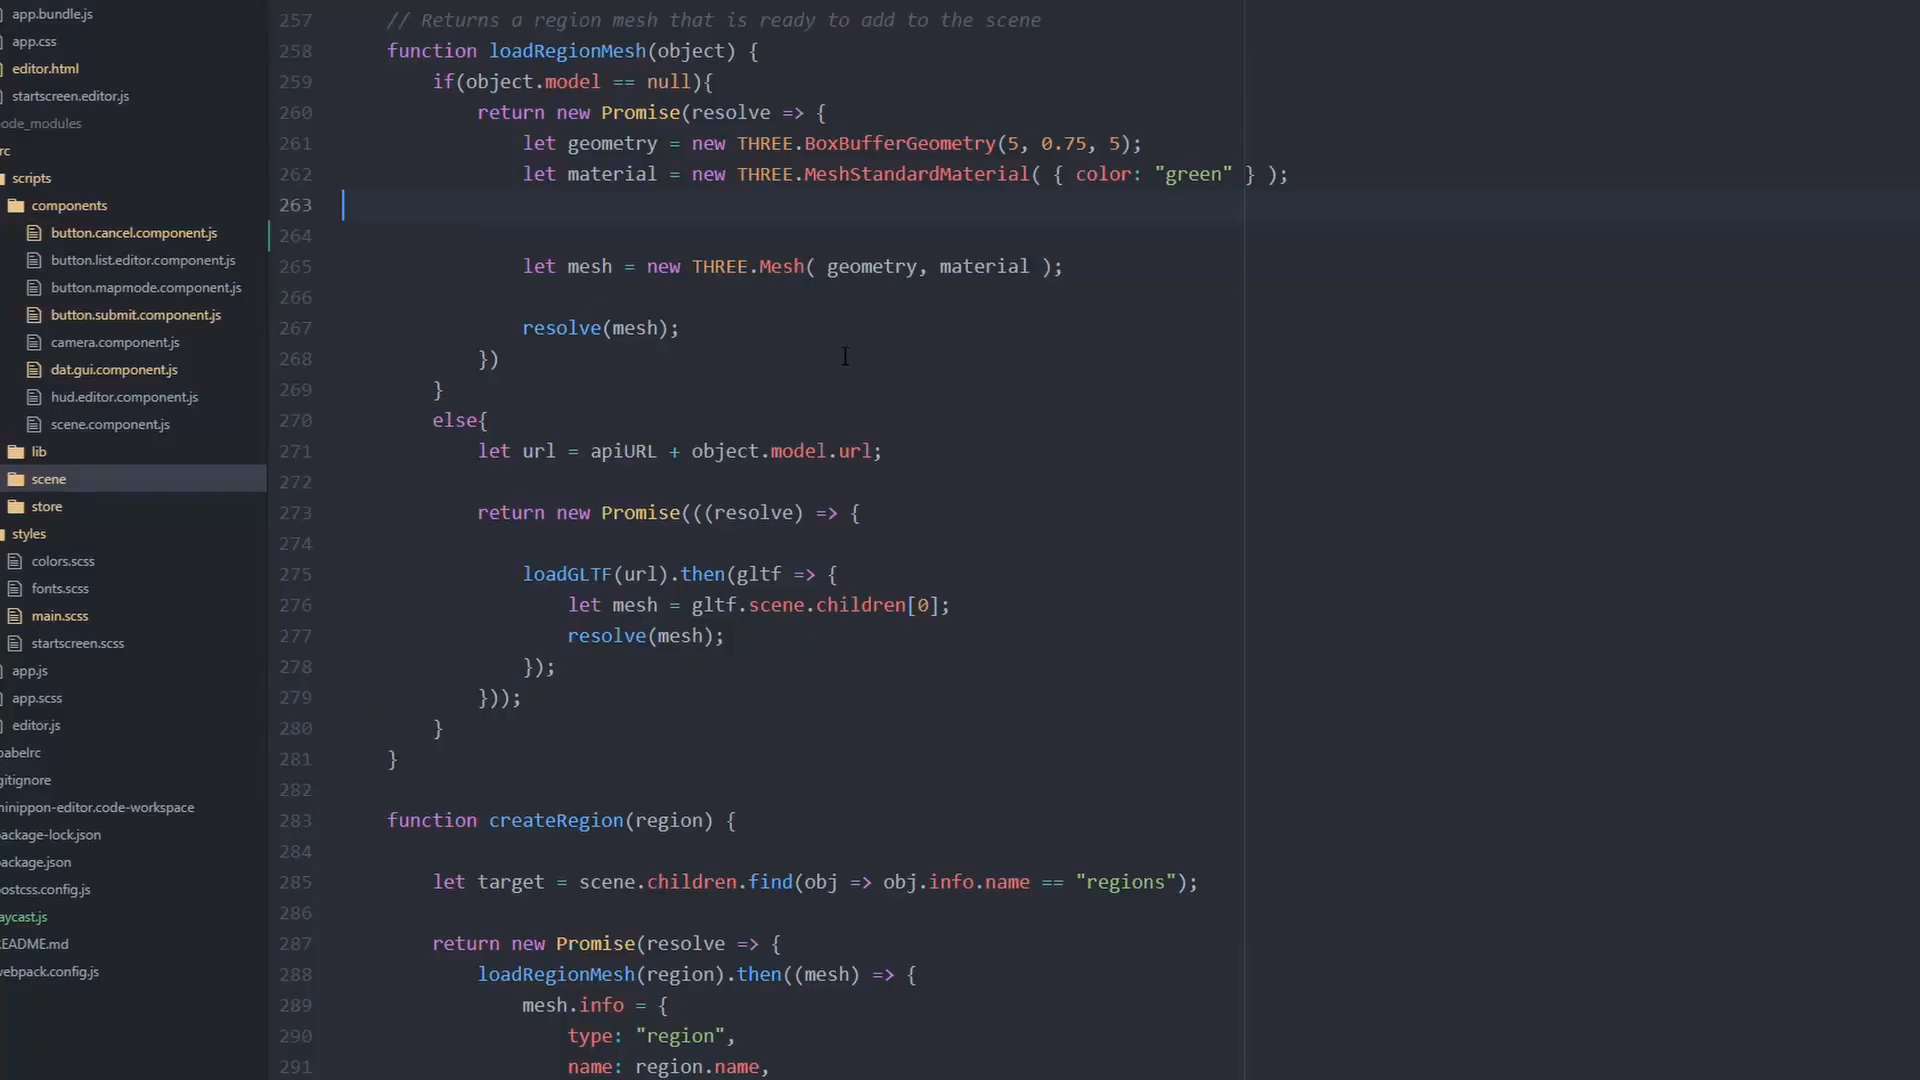 app.bundle.js
app.css
editor.html
startscreen.editor.js
ode_modules
rc
scripts
components
button.cancel.component.js
button.list.editor.component.js
button.mapmode.component.js
button.submit.component.js
camera.component.js
dat.gui.component.js
hud.editor.component.js
scene.component.js
lib
scene
store
styles
colors.scss
fonts.scss
main.scss
startscreen.scss
app.js
app.scss
editor.js
babelrc
gitignore
ninippon-editor.code-workspace
package-lock.json
package.json
postcss.config.js
aycast.js
README.md
webpack.config.js
257 // Returns a region mesh that is ready to add to the scene
258 function loadRegionMesh(object) {
259 if(object.model == null){
260 return new Promise(resolve => {
261 let geometry = new THREE.BoxBufferGeometry(5, 0.75, 5);
262 let material = new THREE.MeshStandardMaterial( { color: "green" } );
263
264
265 let mesh = new THREE.Mesh( geometry, material );
266
267 resolve(mesh);
268 })
269 }
270 else{
271 let url = apiURL + object.model.url;
272
273 return new Promise(((resolve) => {
274
275 loadGLTF(url).then(gltf => {
276 let mesh = gltf.scene.children[0];
277 resolve(mesh);
278 });
279 }));
280 }
281 }
282
283 function createRegion(region) {
284
285 let target = scene.children.find(obj => obj.info.name == "regions");
286
287 return new Promise(resolve => {
288 loadRegionMesh(region).then((mesh) => {
289 mesh.info = {
290 type: "region",
291 name: region.name,